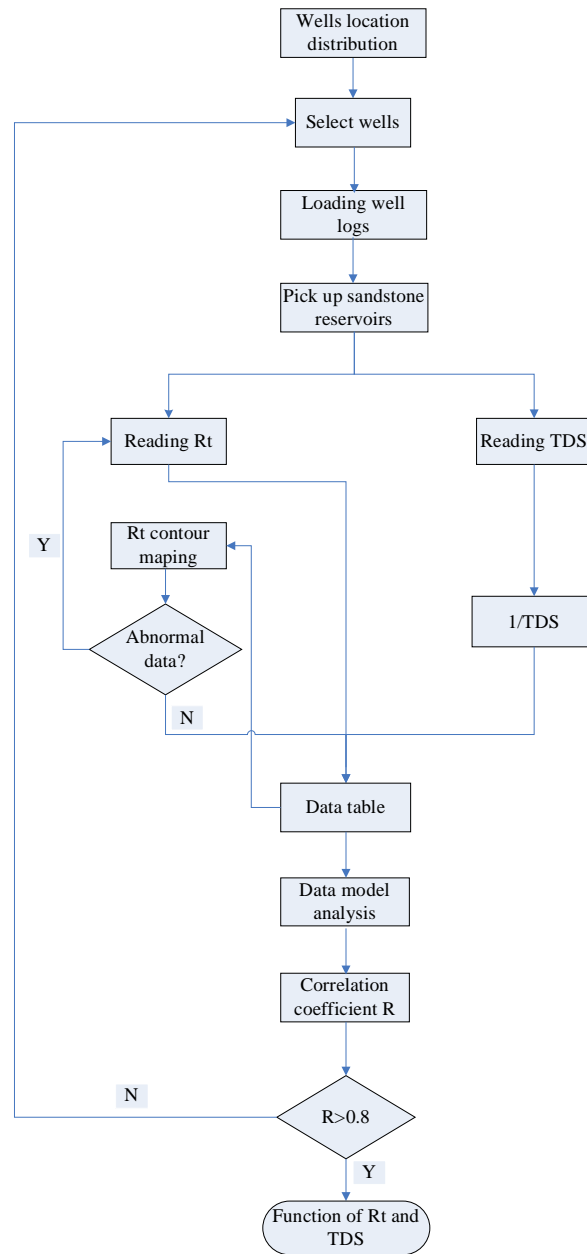 Wells location
distribution
Select wells
Loading well
logs
Pick up sandstone
reservoirs
Reading Rt
Reading TDS
Rt contour
maping
Y
Abnormal
data?
1/TDS
N
Data table
Data model
analysis
Correlation
coefficient R
N
R>0.8
Y
Function of Rt and
TDS